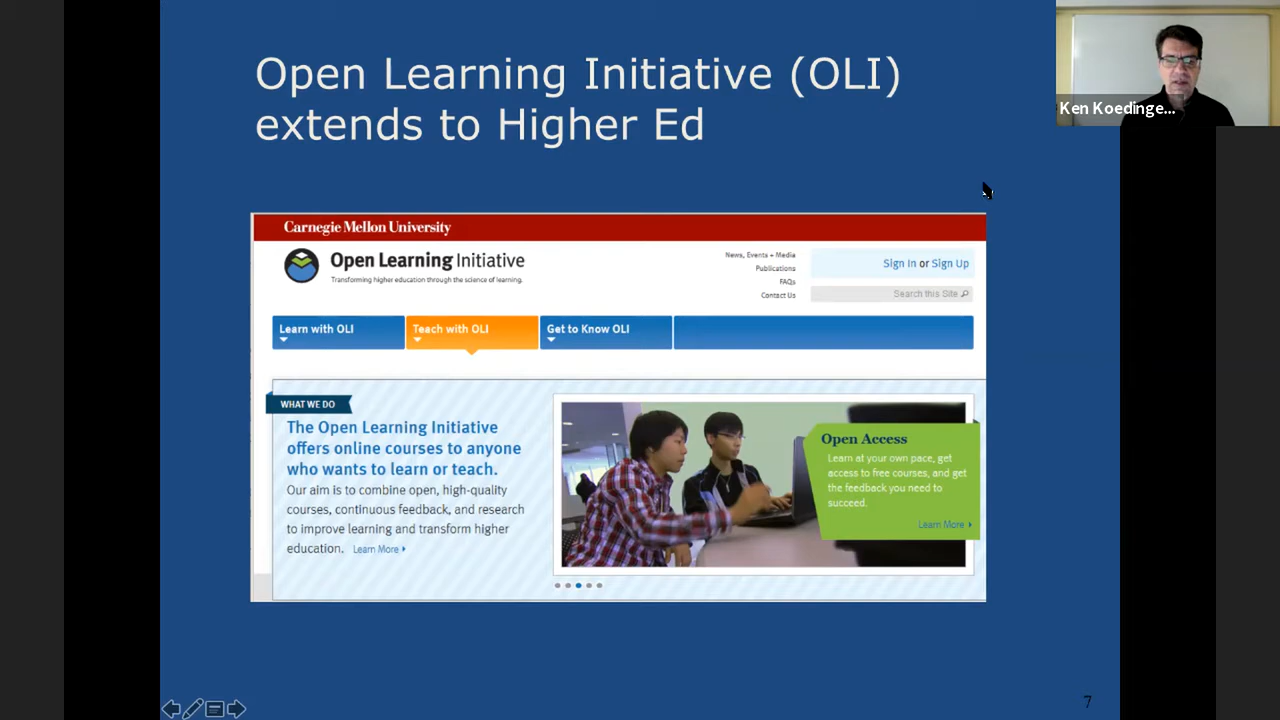 Open Learning Initiative (OLI)
extends to Higher Ed
Ken Koedinge...
Carnegie Mellon University
Open Learning Initiative
Transforming higher education through the science of learning.
News, Events + Media
Publications
FAQs
Contact Us
Sign In or Sign Up
Search this Site
Learn with OLI
Teach with OLI
Get to Know OLI
WHAT WE DO
The Open Learning Initiative
offers online courses to anyone
who wants to learn or teach.
Our aim is to combine open, high-quality
courses, continuous feedback, and research
to improve learning and transform higher
education. Learn More
Open Access
Learn at your own pace, get
access to free courses, and get
the feedback you need to
succeed.
Learn More
7